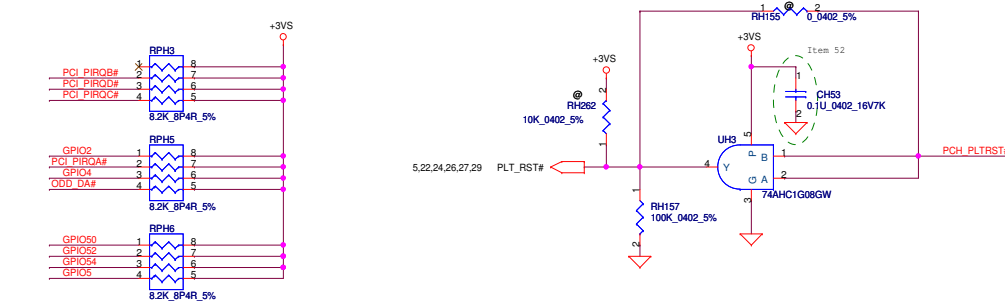 +3VS
RPH3
1 8
PCI_PIRQB# 2 7
PCI_PIRQD# 3 6
PCI_PIRQC# 4 5
8.2K_8P4R_5%
RPH5
GPIO2 1 8
PCI_PIRQA# 2 7
GPIO4 3 6
ODD_DA# 4 5
8.2K_8P4R_5%
RPH6
GPIO50 1 8
GPIO52 2 7
GPIO54 3 6
GPIO5 4 5
8.2K_8P4R_5%
1 @ 2
RH155 0_0402_5%
+3VS
Item 52
+3VS
1
CH53
0.1U_0402_16V7K
2
2
@
RH262
10K_0402_5%
1
5
UH3
P B 1
PCH_PLTRST#
5,22,24,26,27,29 PLT_RST#
4 Y
G A 2
3
74AHC1G08GW
1
RH157
100K_0402_5%
2